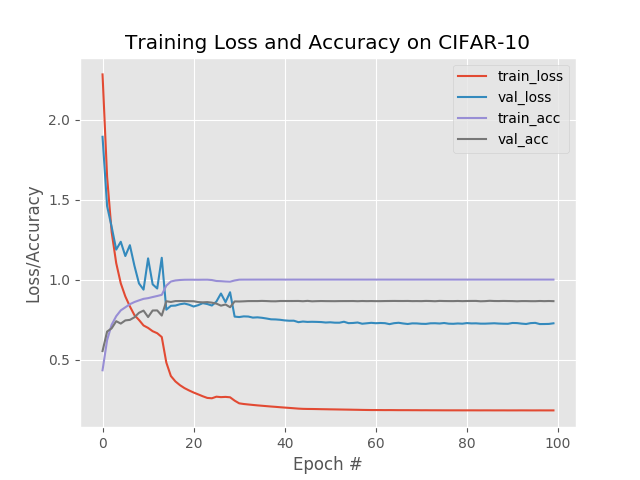 Training Loss and Accuracy on CIFAR-10
train_loss
val_loss
train_acc
val_acc
2.0
1.5
1.0
0.5
Loss/Accuracy
0
20
40
60
80
100
Epoch #